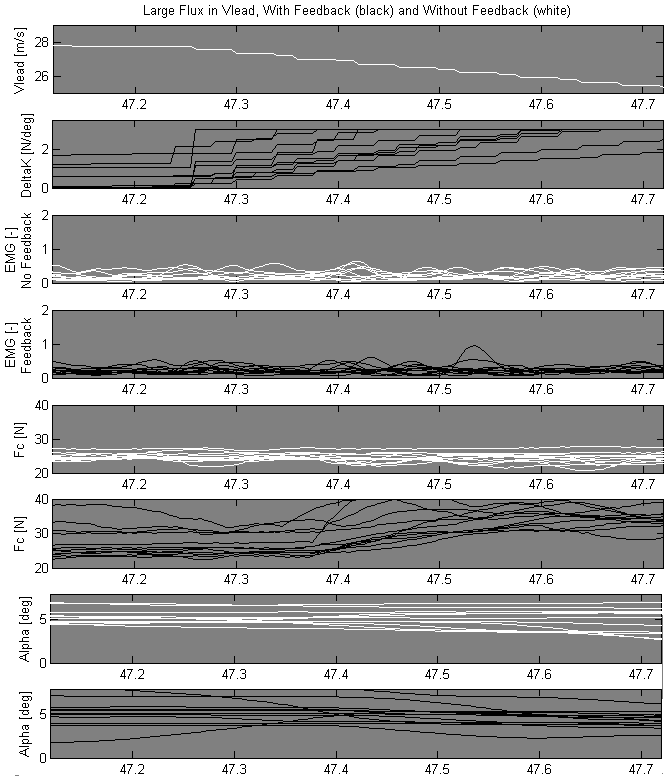 Large Flux in Vlead, With Feedback (black) and Without Feedback (white)
Vlead [m/s]
28
26
47.2 47.3 47.4 47.5 47.6 47.7
DeltaK [N/deg]
2
0
47.2 47.3 47.4 47.5 47.6 47.7
EMG [-]
No Feedback
2
1
0
47.2 47.3 47.4 47.5 47.6 47.7
EMG [-]
Feedback
2
1
0
47.2 47.3 47.4 47.5 47.6 47.7
Fc [N]
40
30
20
47.2 47.3 47.4 47.5 47.6 47.7
Fc [N]
40
30
20
47.2 47.3 47.4 47.5 47.6 47.7
Alpha [deg]
5
0
47.2 47.3 47.4 47.5 47.6 47.7
Alpha [deg]
5
0
47.2 47.3 47.4 47.5 47.6 47.7